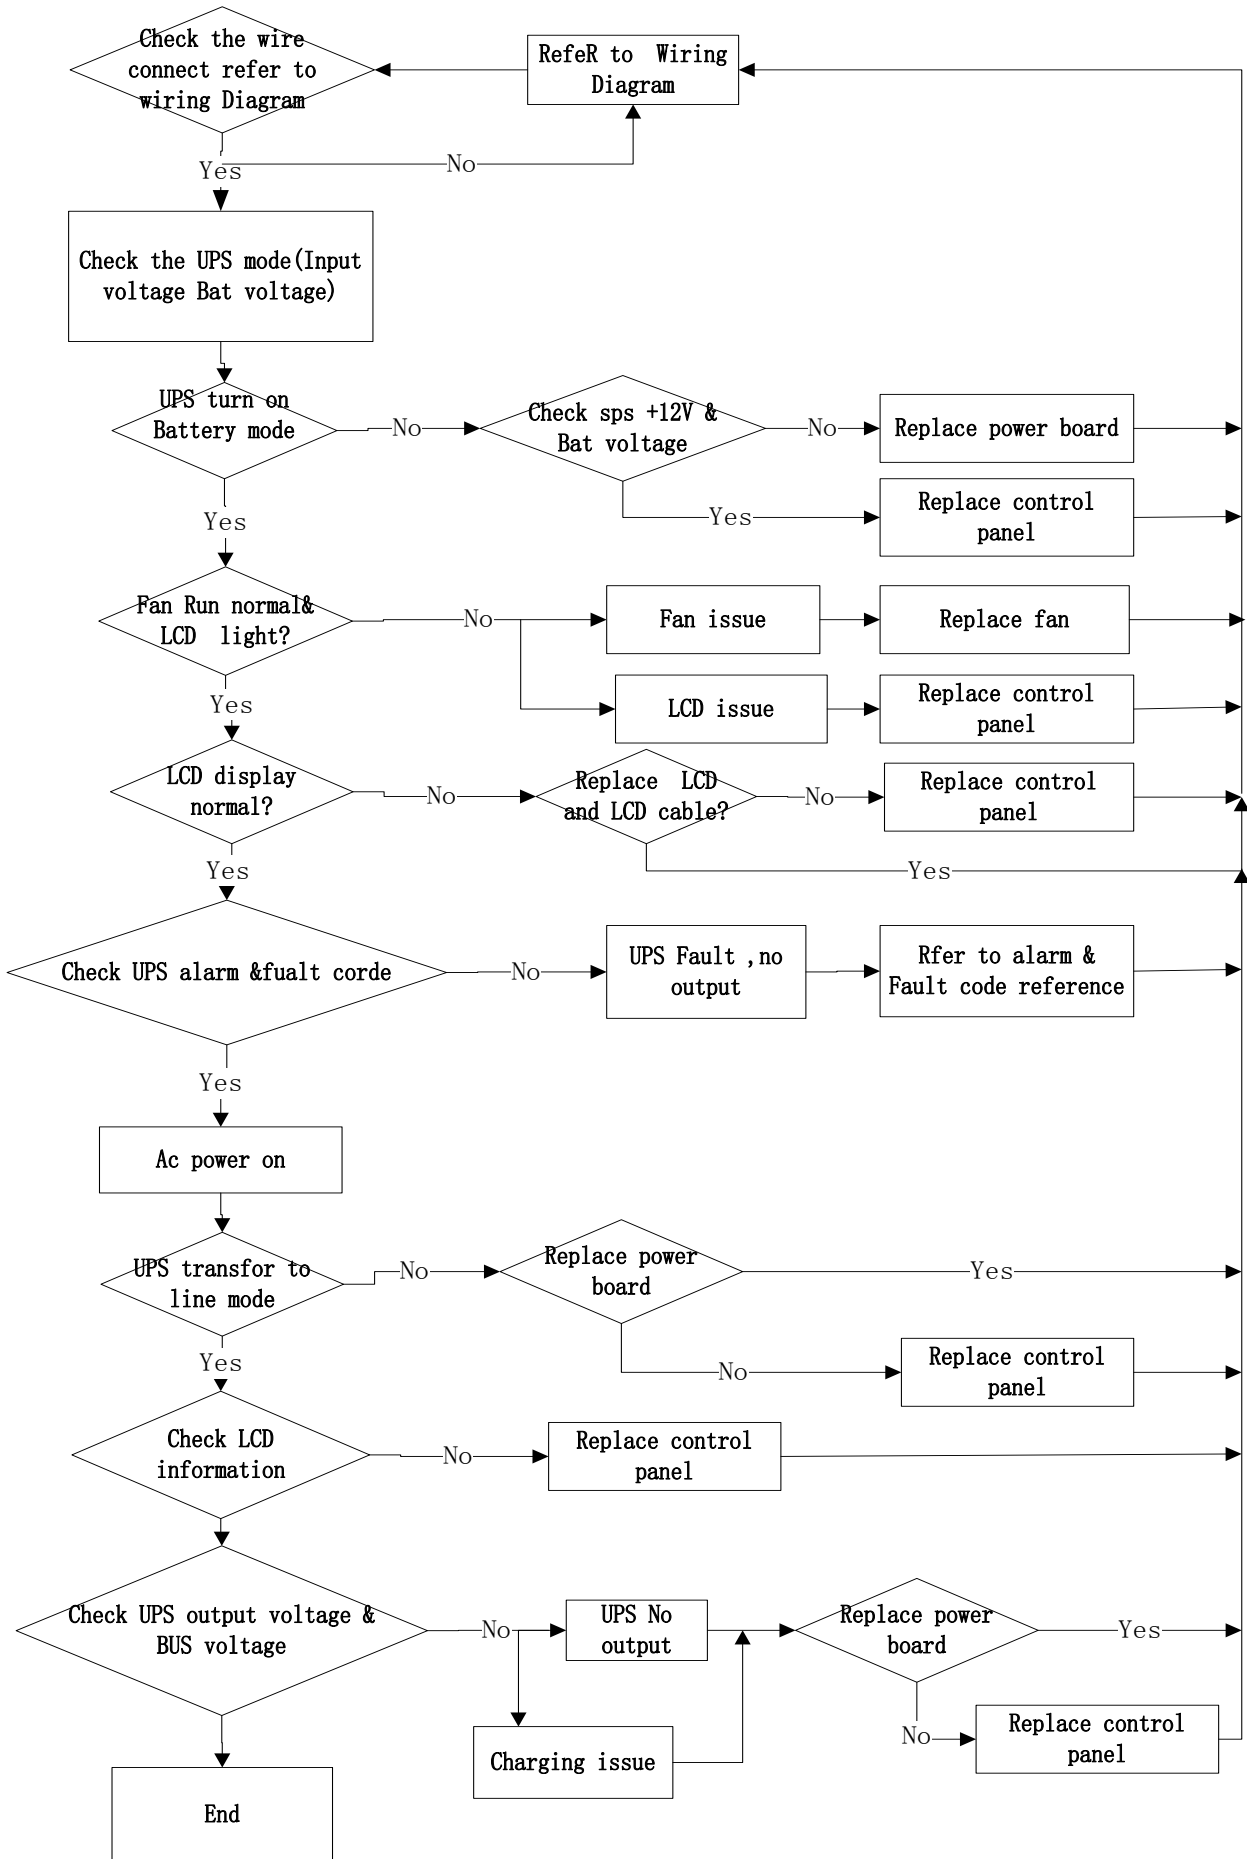 Check the wire
connect refer to
wiring Diagram
RefeR to Wiring
Diagram
No
Yes
Check the UPS mode(Input
voltage Bat voltage)
UPS turn on
Battery mode
No
Check sps +12V &
Bat voltage
No
Replace power board
Yes
Replace control
panel
Yes
Fan Run normal&
LCD light?
No
Fan issue
Replace fan
LCD issue
Replace control
panel
Yes
LCD display
normal?
No
Replace LCD
and LCD cable?
No
Replace control
panel
Yes
Yes
Check UPS alarm &fualt corde
No
UPS Fault ,no
output
Rfer to alarm &
Fault code reference
Yes
Ac power on
UPS transfor to
line mode
No
Replace power
board
Yes
No
Replace control
panel
Yes
Check LCD
information
No
Replace control
panel
Check UPS output voltage &
BUS voltage
No
UPS No
output
Replace power
board
Yes
Charging issue
No
Replace control
panel
End